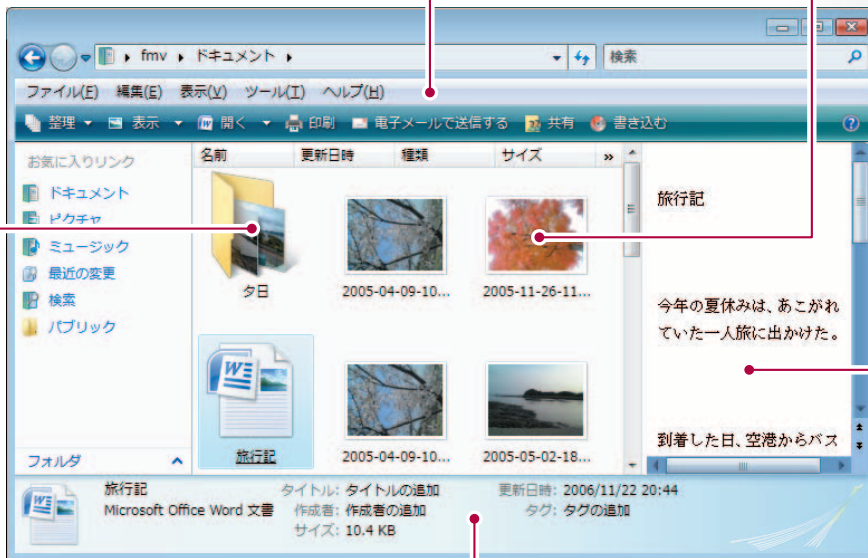 fmv ドキュメント
検索
ファイル(F) 編集(E) 表示(V) ツール(T) ヘルプ(H)
整理 表示 開く 印刷 電子メールで送信する 共有 書き込む
お気に入りリンク
ドキュメント
ピクチャ
ミュージック
最近の変更
検索
パブリック
フォルダ
名前 更新日時 種類 サイズ »
夕日
2005-04-09-10...
2005-11-26-11...
旅行記
2005-04-09-10...
2005-05-02-18...
旅行記
今年の夏休みは、あこがれ
ていた一人旅に出かけた。
到着した日、空港からバス
旅行記 タイトル: タイトルの追加 更新日時: 2006/11/22 20:44
Microsoft Office Word 文書 作成者: 作成者の追加 タグ: タグの追加
サイズ: 10.4 KB